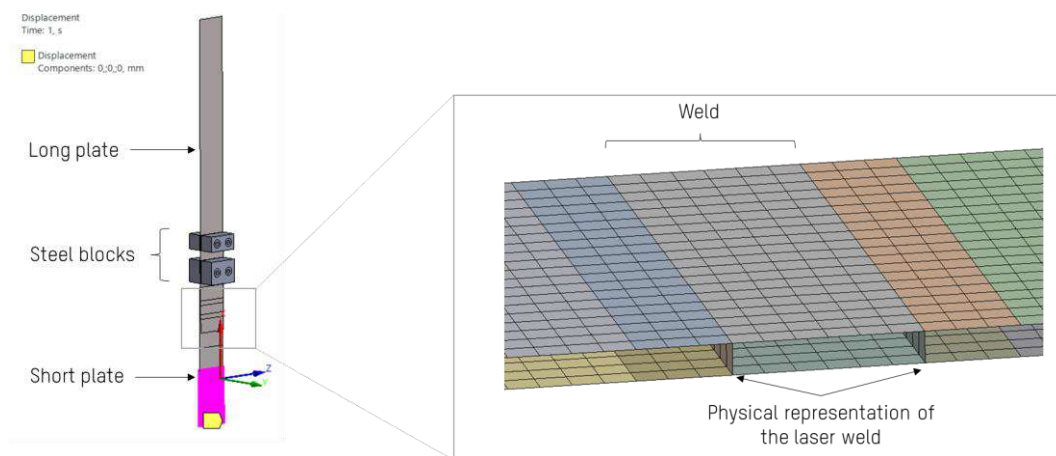 Displacement
Time: 1, s
Displacement
Components: 0,;0,;0, mm
Long plate
Steel blocks
Short plate
Z
Y
Weld
Physical representation of
the laser weld